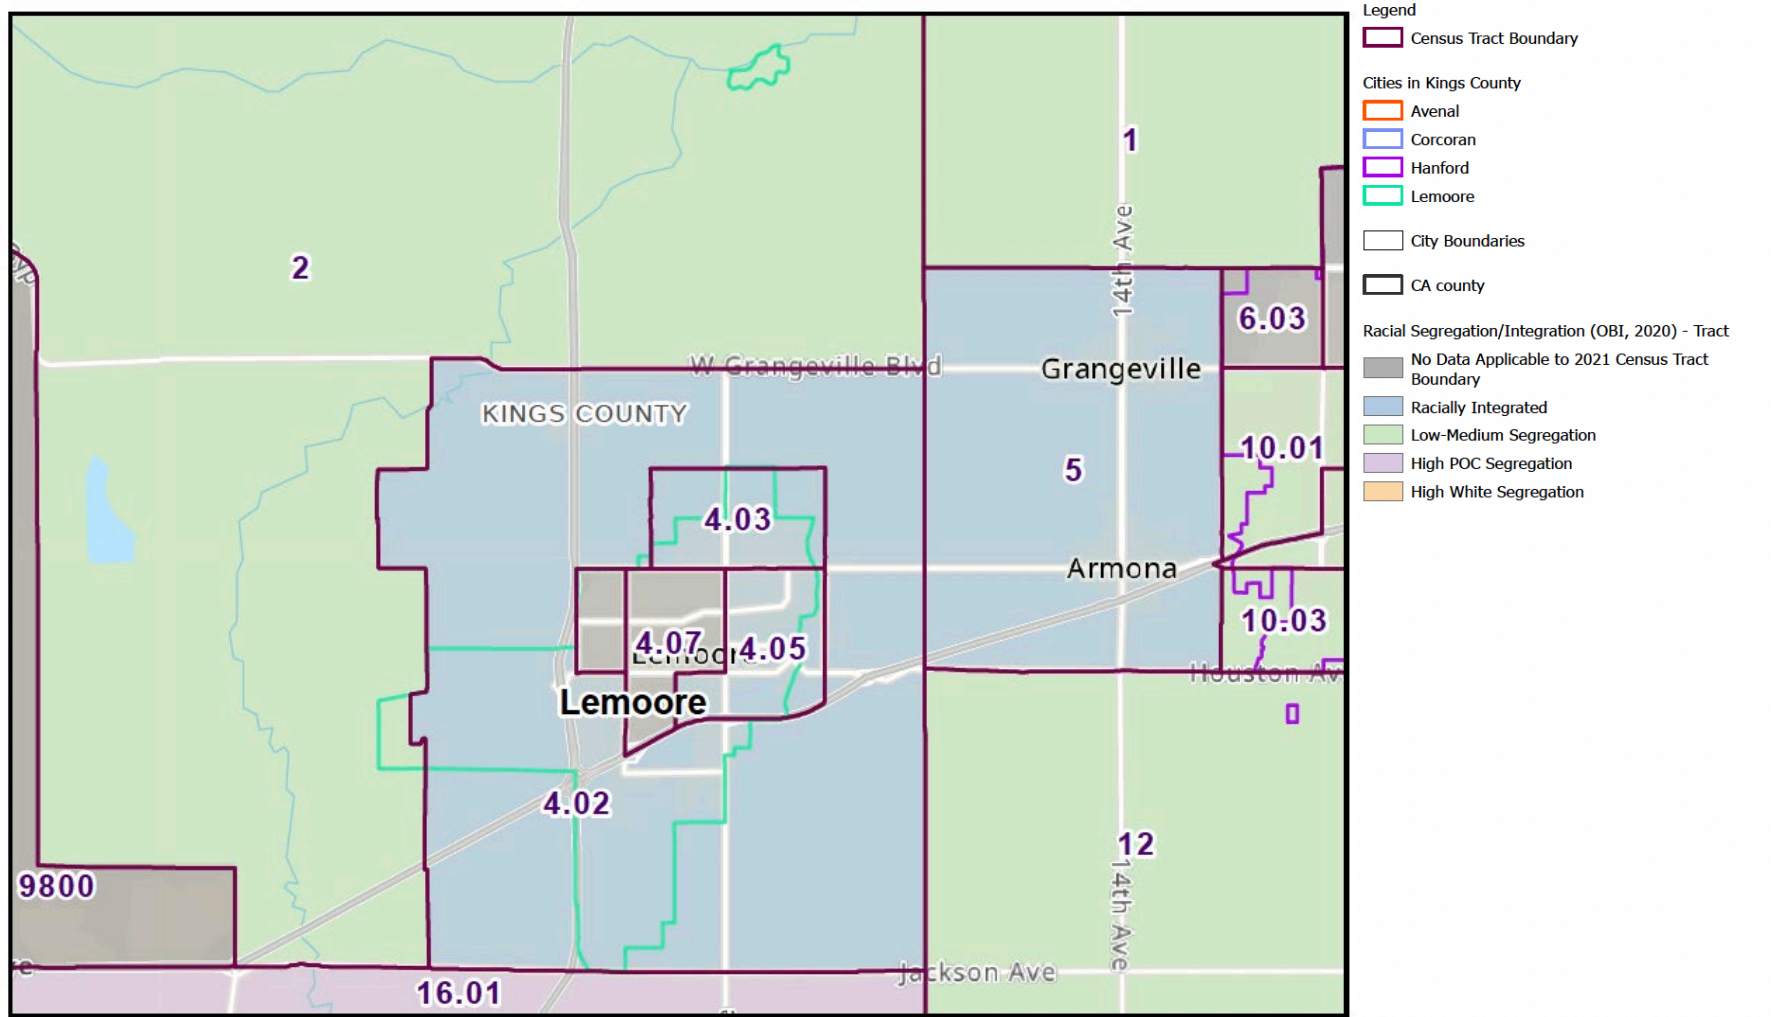 1
14th Ave
2
6.03
W Grangeville Blvd
Grangeville
KINGS COUNTY
10.01
5
4.03
Armona
10.03
4.07
4.05
Lemoore
Houston Av
Lemoore
4.02
12
14th Ave
9800
Jackson Ave
16.01
Legend
Census Tract Boundary
Cities in Kings County
Avenal
Corcoran
Hanford
Lemoore
City Boundaries
CA county
Racial Segregation/Integration (OBI, 2020) - Tract
No Data Applicable to 2021 Census Tract
Boundary
Racially Integrated
Low-Medium Segregation
High POC Segregation
High White Segregation